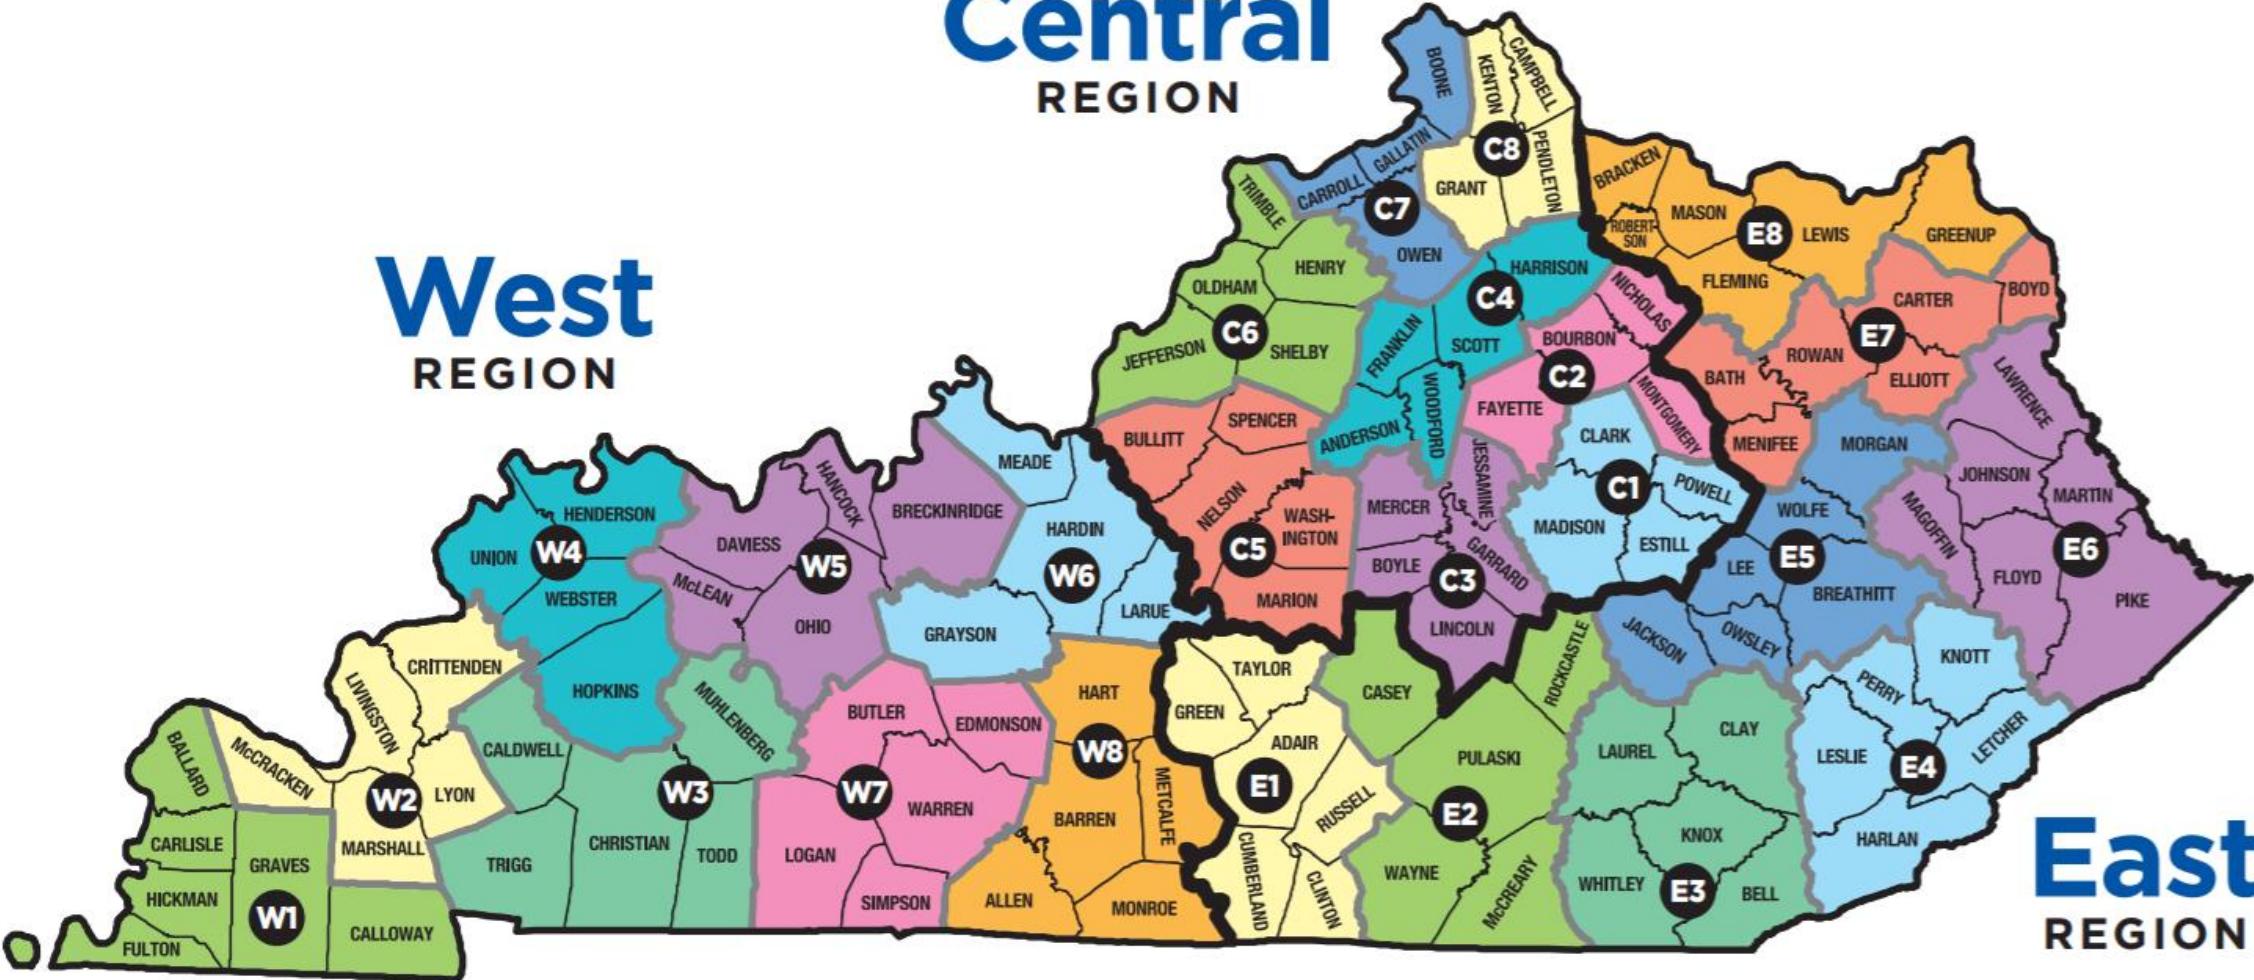 Central
REGION
West
REGION
East
REGION
BOONE
KENTON
CAMPBELL
C8
PENDLETON
GRANT
GALLATIN
CARROLL
C7
OWEN
TRIMBLE
HENRY
OLDHAM
C6
JEFFERSON
SHELBY
HARRISON
C4
FRANKLIN
SCOTT
WOODFORD
ANDERSON
NICHOLAS
BOURBON
C2
FAYETTE
MONTGOMERY
CLARK
C1
POWELL
MADISON
ESTILL
BULLITT
SPENCER
NELSON
WASH-
INGTON
C5
MARION
JESSAMINE
MERCER
BOYLE
C3
GARRARD
LINCOLN
BRACKEN
MASON
ROBERT-
SON
E8
LEWIS
GREENUP
FLEMING
BOYD
CARTER
E7
ROWAN
ELLIOTT
BATH
MENIFEE
LAWRENCE
JOHNSON
MARTIN
MAGOFFIN
E6
FLOYD
PIKE
MORGAN
WOLFE
LEE
E5
BREATHITT
OWSLEY
JACKSON
KNOTT
PERRY
LETCHER
LESLIE
E4
HARLAN
CLAY
LAUREL
KNOX
WHITLEY
E3
BELL
ROCKCASTLE
CASEY
PULASKI
E2
WAYNE
McCREARY
TAYLOR
GREEN
ADAIR
E1
RUSSELL
CUMBERLAND
CLINTON
MEADE
HARDIN
W6
LARUE
GRAYSON
HANCOCK
BRECKINRIDGE
DAVIESS
W5
McLEAN
OHIO
HENDERSON
UNION
W4
WEBSTER
HOPKINS
HART
W8
METCALFE
BARREN
ALLEN
MONROE
BUTLER
EDMONSON
W7
WARREN
LOGAN
SIMPSON
MUHLENBERG
CALDWELL
W3
CHRISTIAN
TODD
TRIGG
CRITTENDEN
LIVINGSTON
McCRACKEN
W2
LYON
MARSHALL
BALLARD
CARLISLE
GRAVES
HICKMAN
W1
FULTON
CALLOWAY